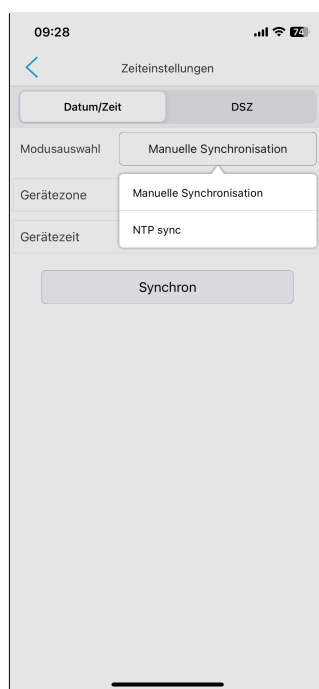 09:28
74
Zeiteinstellungen
Datum/Zeit DSZ
Modusauswahl Manuelle Synchronisation
Gerätezone Manuelle Synchronisation
NTP sync
Gerätezeit
Synchron